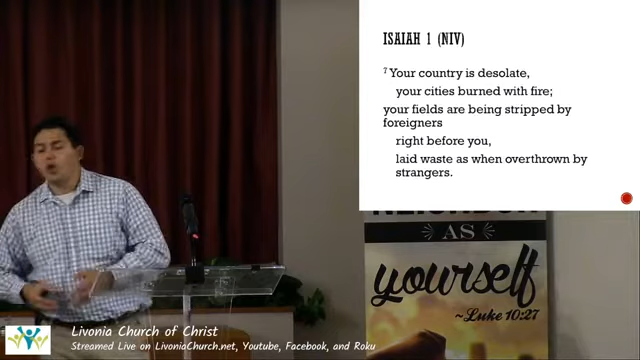 ISAIAH 1 (NIV)
7 Your country is desolate,
your cities burned with fire;
your fields are being stripped by
foreigners
right before you,
laid waste as when overthrown by
strangers.
NEIGHBOR
AS
yourself
~Luke 10:27
Livonia Church of Christ
Streamed Live on LivoniaChurch.net, Youtube, Facebook, and Roku